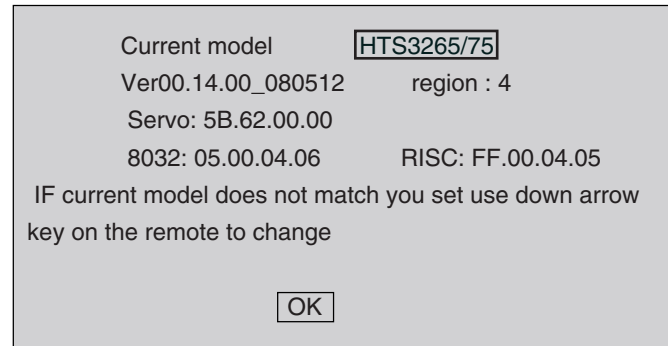 Current model HTS3265/75
Ver00.14.00_080512 region : 4
Servo: 5B.62.00.00
8032: 05.00.04.06 RISC: FF.00.04.05
IF current model does not match you set use down arrow
key on the remote to change
OK